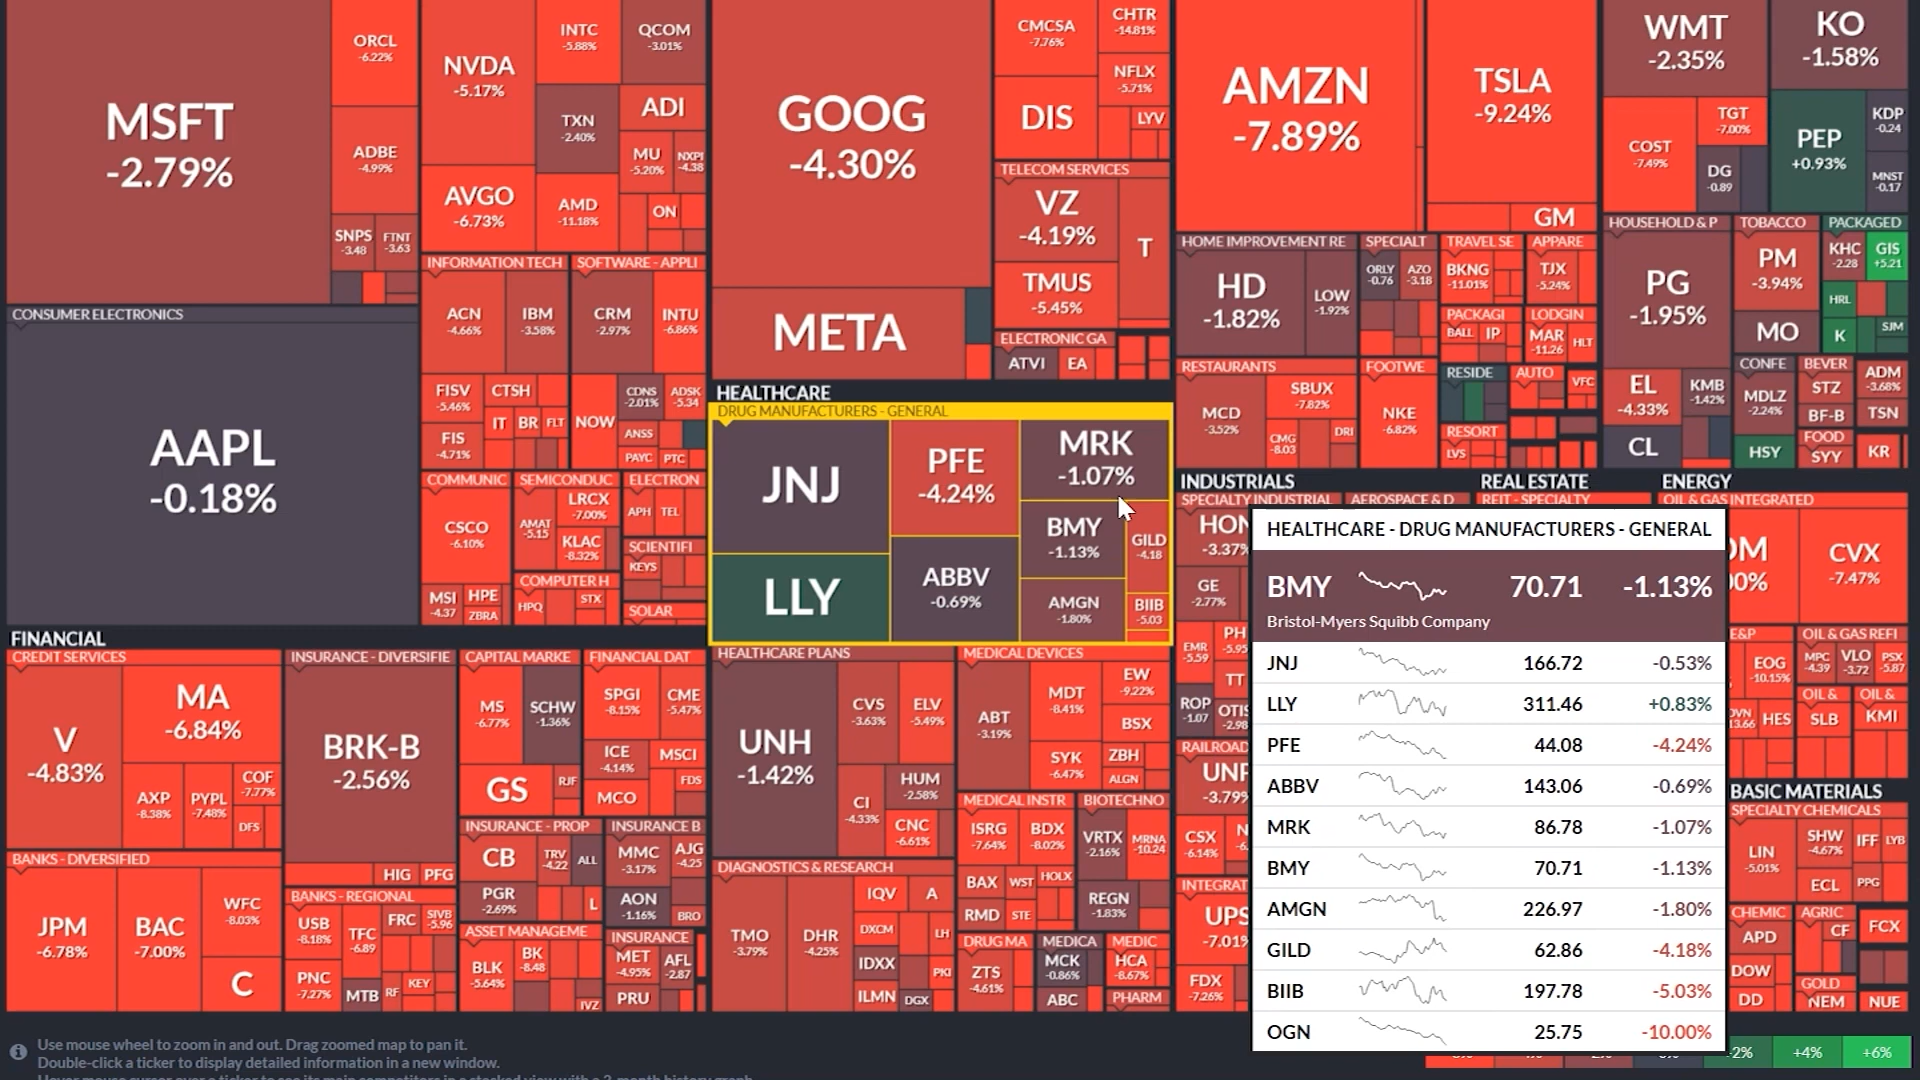 MSFT
-2.79%
ORCL
-6.22%
ADBE
-4.99%
SNPS
-3.48
FTNT
-3.63
NVDA
-5.17%
AVGO
-6.73%
INTC
-5.88%
QCOM
-3.01%
TXN
-2.40%
ADI
MU
-5.20%
NXPI
-4.38
AMD
-11.18%
ON
CONSUMER ELECTRONICS
AAPL
-0.18%
INFORMATION TECH
ACN
-4.66%
IBM
-3.58%
FISV
-5.46%
CTSH
FIS
-4.71%
IT
BR
FLT
SOFTWARE - APPLI
CRM
-2.97%
INTU
-6.86%
NOW
CDNS
-2.01%
ADSK
-5.34
ANSS
PAYC
PTC
COMMUNIC
CSCO
-6.10%
MSI
-4.37
HPE
ZBRA
SEMICONDUC
AMAT
-5.15
LRCX
-7.00%
KLAC
-8.32%
COMPUTER H
HPQ
STX
ELECTRON
APH
TEL
SCIENTIFI
KEYS
SOLAR
GOOG
-4.30%
META
CMCSA
-7.76%
CHTR
-14.81%
NFLX
-5.71%
DIS
LYV
TELECOM SERVICES
VZ
-4.19%
T
TMUS
-5.45%
ELECTRONIC GA
ATVI
EA
AMZN
-7.89%
TSLA
-9.24%
GM
HOME IMPROVEMENT RE
HD
-1.82%
LOW
-1.92%
SPECIALT
ORLY
-0.76
AZO
-3.18
TRAVEL SE
BKNG
-11.01%
APPARE
TJX
-5.24%
PACKAGI
BALL
IP
LODGIN
MAR
-11.26
HLT
RESTAURANTS
MCD
-3.52%
SBUX
-7.82%
CMG
-8.03
DRI
FOOTWE
NKE
-6.82%
RESIDE
AUTO
VFC
RESORT
LVS
WMT
-2.35%
COST
-7.49%
TGT
-7.00%
DG
-0.89
KO
-1.58%
PEP
+0.93%
KDP
-0.24
MNST
-0.17
HOUSEHOLD & P
PG
-1.95%
EL
-4.33%
KMB
-1.42%
CL
TOBACCO
PM
-3.94%
MO
PACKAGED
KHC
-2.28
GIS
+5.21
HRL
K
SJM
CONFE
MDLZ
-2.24%
HSY
BEVER
STZ
BF-B
FOOD
SYY
ADM
-3.68%
TSN
KR
HEALTHCARE
DRUG MANUFACTURERS - GENERAL
JNJ
LLY
PFE
-4.24%
ABBV
-0.69%
MRK
-1.07%
BMY
-1.13%
AMGN
-1.80%
GILD
-4.18
BIIB
-5.03
HEALTHCARE PLANS
UNH
-1.42%
CVS
-3.63%
ELV
-5.49%
CI
-4.33%
HUM
-2.58%
CNC
-6.61%
MEDICAL DEVICES
ABT
-3.19%
MDT
-8.41%
SYK
-6.47%
EW
-9.22%
BSX
ZBH
ALGN
DIAGNOSTICS & RESEARCH
TMO
-3.79%
DHR
-4.25%
IQV
A
DXCM
LH
IDXX
PKI
ILMN
DGX
MEDICAL INSTR
ISRG
-7.64%
BDX
-8.02%
BAX
WST
HOLX
RMD
STE
BIOTECHNO
VRTX
-2.16%
MRNA
-10.24
REGN
-1.83%
DRUG MA
ZTS
-4.61%
MEDICA
MCK
-0.86%
ABC
MEDIC
HCA
-8.67%
PHARM
FINANCIAL
CREDIT SERVICES
V
-4.83%
MA
-6.84%
AXP
-8.38%
PYPL
-7.48%
COF
-7.77%
DFS
BANKS - DIVERSIFIED
JPM
-6.78%
BAC
-7.00%
WFC
-8.03%
C
INSURANCE - DIVERSIFIE
BRK-B
-2.56%
HIG
PFG
BANKS - REGIONAL
USB
-8.18%
TFC
-6.89
FRC
SIVB
-5.96
PNC
-7.27%
MTB
RF
KEY
CAPITAL MARKE
MS
-6.77%
SCHW
-1.36%
GS
RJF
FINANCIAL DAT
SPGI
-8.15%
CME
-5.47%
ICE
-4.14%
MSCI
MCO
FDS
INSURANCE - PROP
CB
TRV
-4.22
ALL
PGR
-2.69%
L
INSURANCE B
MMC
-3.17%
AJG
-4.25
AON
-1.16%
BRO
ASSET MANAGEME
BLK
-5.64%
BK
-8.48
IVZ
INSURANCE
MET
-4.95%
AFL
-2.87
PRU
INDUSTRIALS
SPECIALTY INDUSTRIAL
HON
-3.37%
GE
-2.77%
EMR
-5.59
PH
-5.95
TT
ROP
-1.07
OTIS
-2.98
AEROSPACE & D
RAILROAD
UNP
-3.79%
CSX
-6.14%
INTEGRAT
UPS
-7.01%
FDX
-7.26%
REAL ESTATE
REIT - SPECIALTY
ENERGY
OIL & GAS INTEGRATED
CVX
-7.47%
E&P
EOG
-10.15%
HES
OIL & GAS REFI
MPC
-4.39
VLO
-3.72
PSX
-5.87
OIL &
SLB
OIL &
KMI
BASIC MATERIALS
SPECIALTY CHEMICALS
LIN
-5.01%
SHW
-4.67%
IFF
LYB
ECL
PPG
CHEMIC
APD
DOW
DD
AGRIC
CF
FCX
GOLD
NEM
NUE
HEALTHCARE - DRUG MANUFACTURERS - GENERAL
BMY 70.71 -1.13%
Bristol-Myers Squibb Company
JNJ 166.72 -0.53%
LLY 311.46 +0.83%
PFE 44.08 -4.24%
ABBV 143.06 -0.69%
MRK 86.78 -1.07%
BMY 70.71 -1.13%
AMGN 226.97 -1.80%
GILD 62.86 -4.18%
BIIB 197.78 -5.03%
OGN 25.75 -10.00%
Use mouse wheel to zoom in and out. Drag zoomed map to pan it.
Double-click a ticker to display detailed information in a new window.
+4% +6%